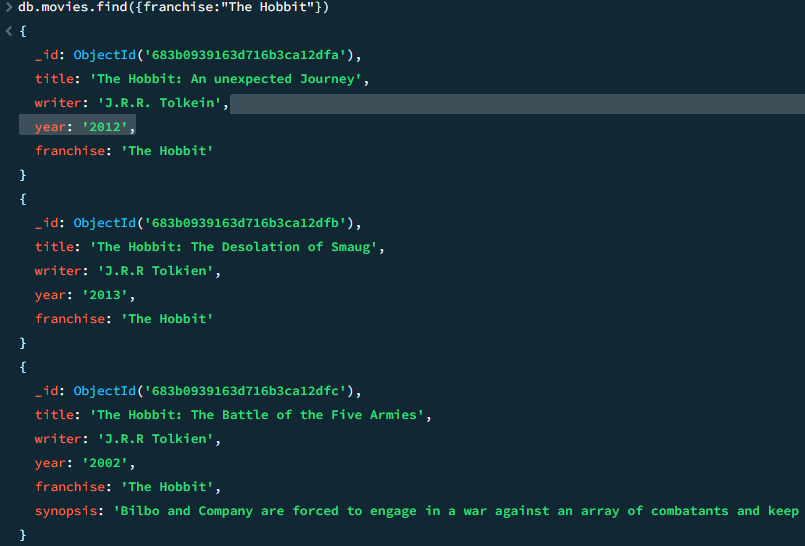 > db.movies.find({franchise:"The Hobbit"})
< {
_id: ObjectId('683b0939163d716b3ca12dfa'),
title: 'The Hobbit: An unexpected Journey',
writer: 'J.R.R. Tolkein',
year: '2012',
franchise: 'The Hobbit'
}
{
_id: ObjectId('683b0939163d716b3ca12dfb'),
title: 'The Hobbit: The Desolation of Smaug',
writer: 'J.R.R Tolkien',
year: '2013',
franchise: 'The Hobbit'
}
{
_id: ObjectId('683b0939163d716b3ca12dfc'),
title: 'The Hobbit: The Battle of the Five Armies',
writer: 'J.R.R Tolkien',
year: '2002',
franchise: 'The Hobbit',
synopsis: 'Bilbo and Company are forced to engage in a war against an array of combatants and keep
}